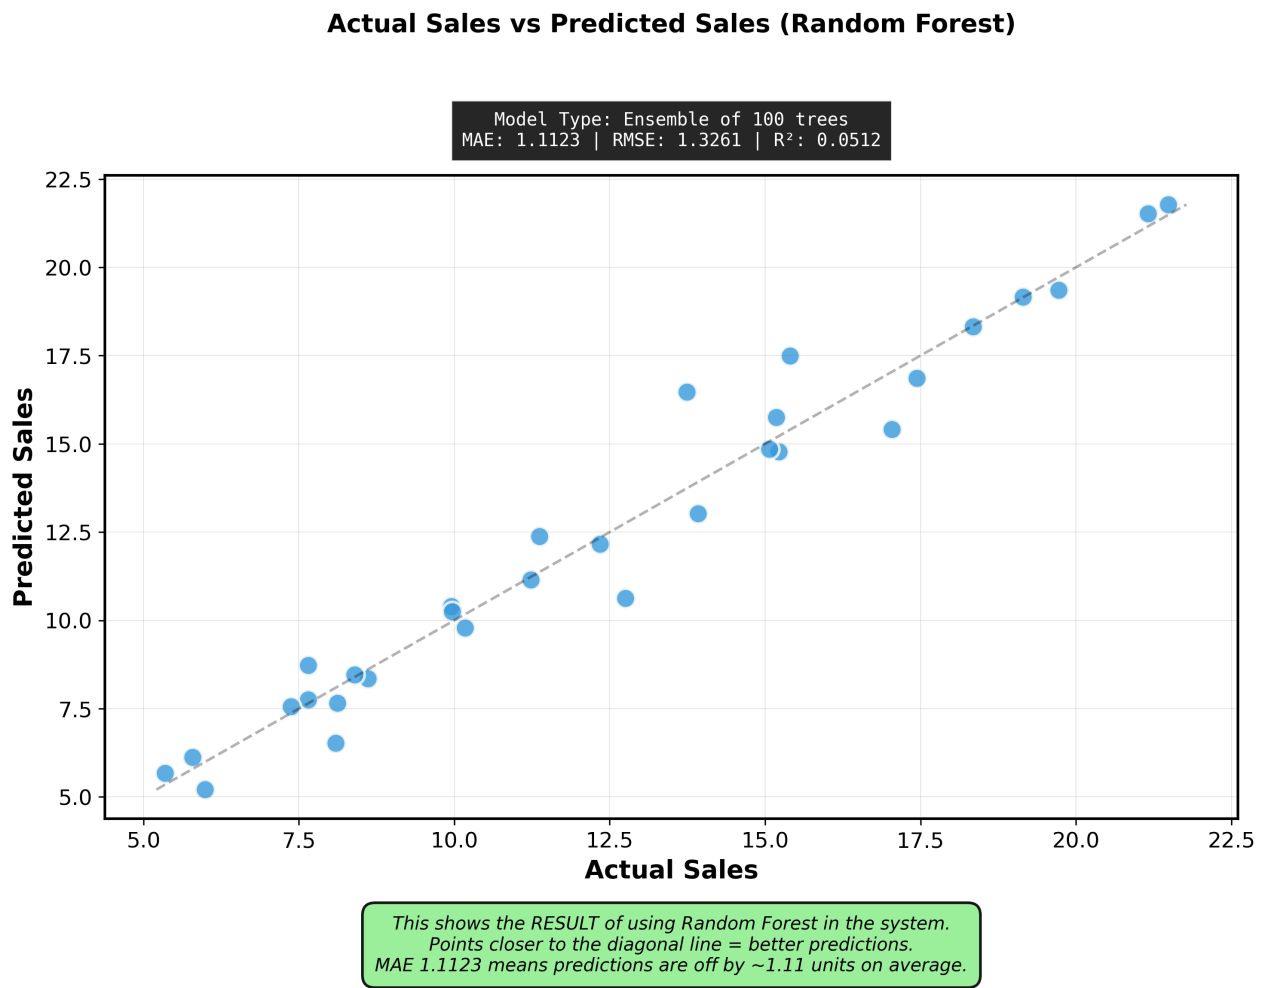 Actual Sales vs Predicted Sales (Random Forest)
Model Type: Ensemble of 100 trees
MAE: 1.1123 | RMSE: 1.3261 | R²: 0.0512
22.5
20.0
17.5
15.0
12.5
10.0
7.5
5.0
Predicted Sales
5.0 7.5 10.0 12.5 15.0 17.5 20.0 22.5
Actual Sales
This shows the RESULT of using Random Forest in the system.
Points closer to the diagonal line = better predictions.
MAE 1.1123 means predictions are off by ~1.11 units on average.